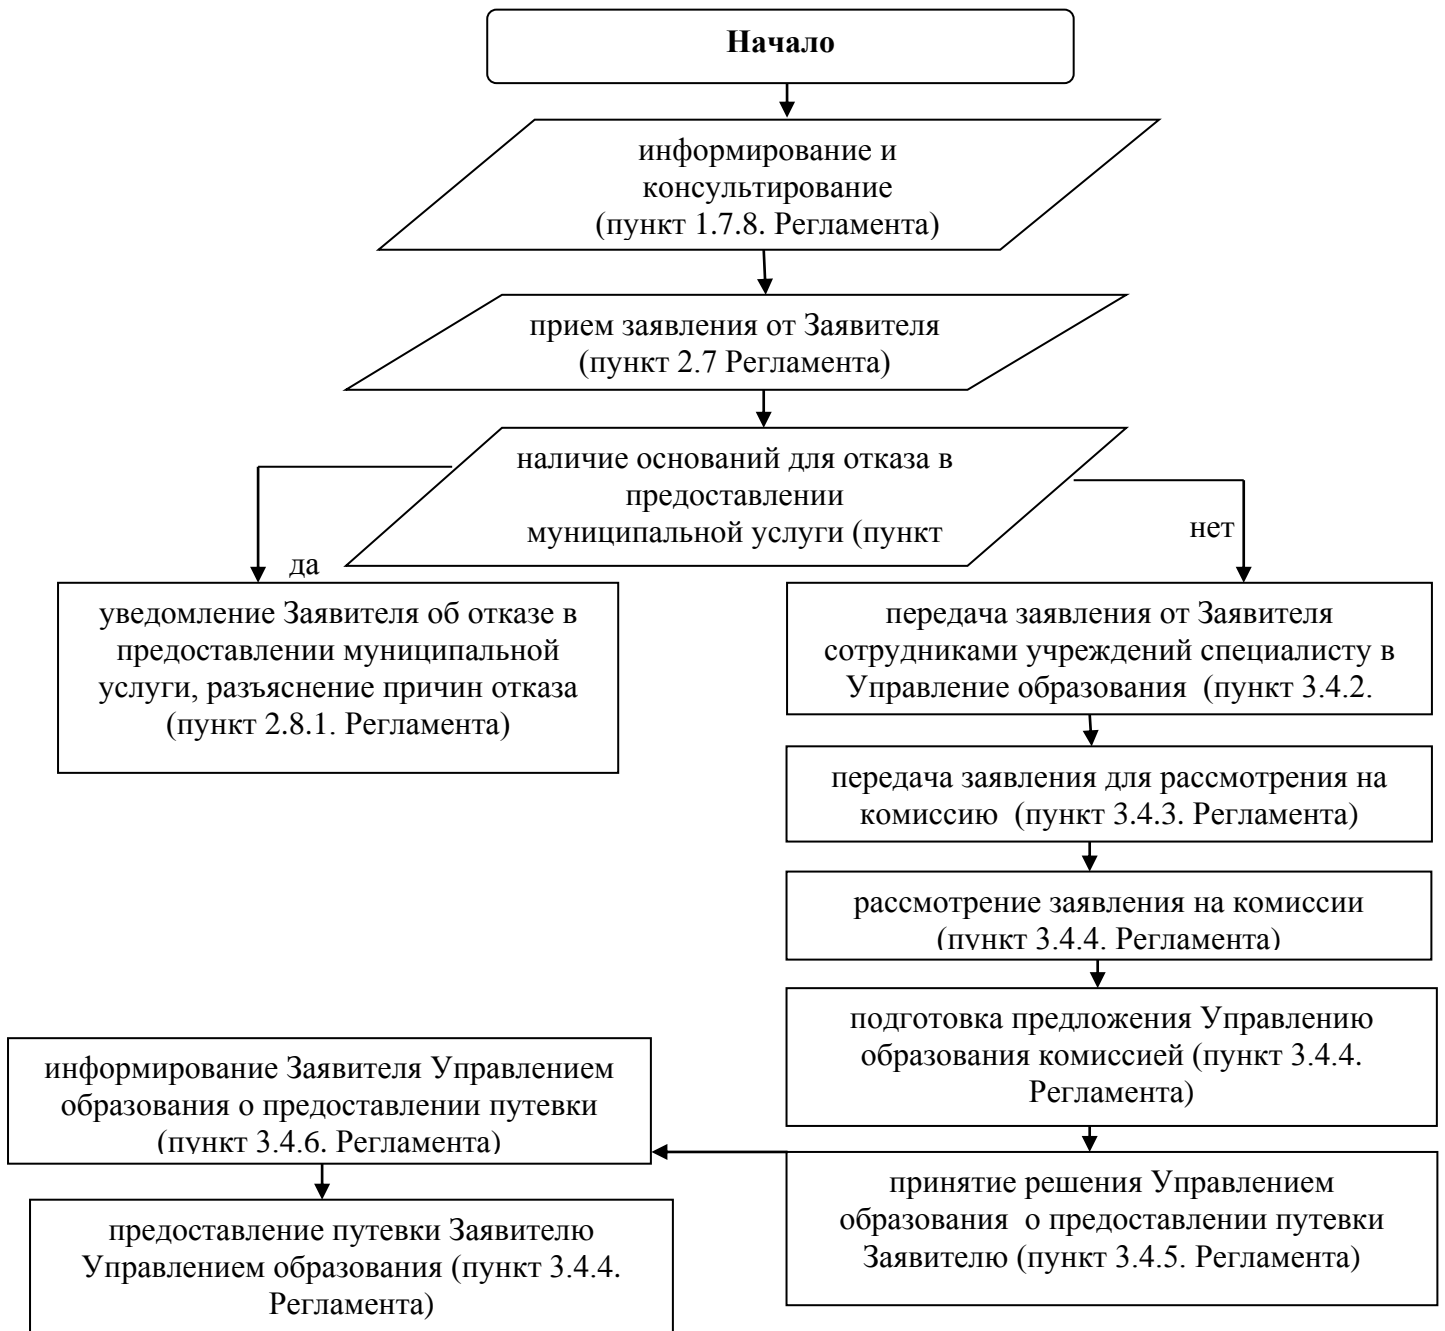 Начало
информирование и
консультирование
(пункт 1.7.8. Регламента)
прием заявления от Заявителя
(пункт 2.7 Регламента)
наличие оснований для отказа в
предоставлении
муниципальной услуги (пункт
да
нет
уведомление Заявителя об отказе в
предоставлении муниципальной
услуги, разъяснение причин отказа
(пункт 2.8.1. Регламента)
передача заявления от Заявителя
сотрудниками учреждений специалисту в
Управление образования (пункт 3.4.2.
передача заявления для рассмотрения на
комиссию (пункт 3.4.3. Регламента)
рассмотрение заявления на комиссии
(пункт 3.4.4. Регламента)
подготовка предложения Управлению
образования комиссией (пункт 3.4.4.
Регламента)
принятие решения Управлением
образования о предоставлении путевки
Заявителю (пункт 3.4.5. Регламента)
информирование Заявителя Управлением
образования о предоставлении путевки
(пункт 3.4.6. Регламента)
предоставление путевки Заявителю
Управлением образования (пункт 3.4.4.
Регламента)